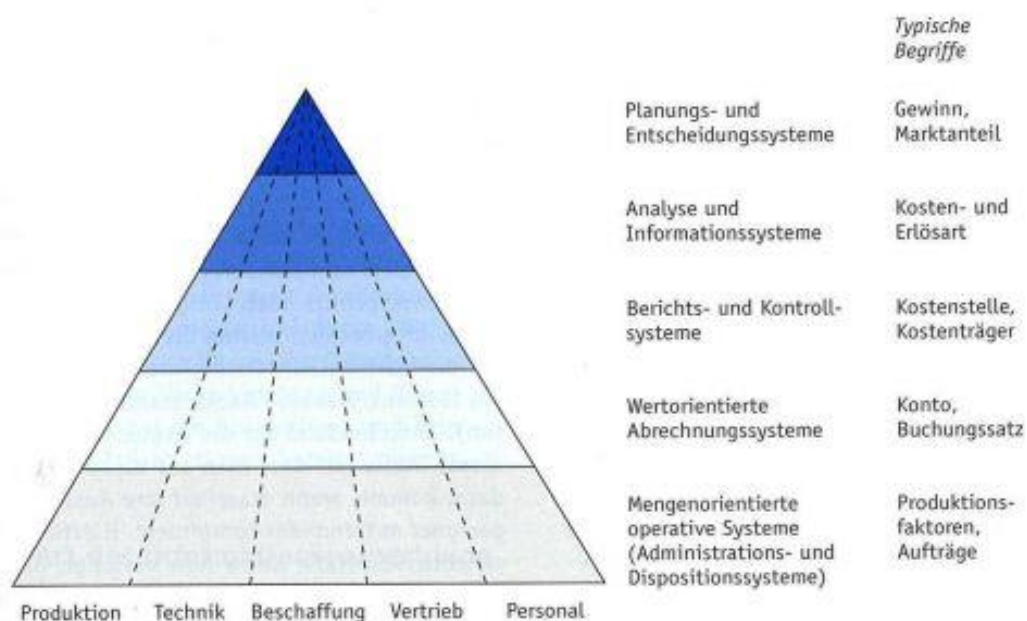 Typische
Begriffe
Planungs- und
Entscheidungssysteme
Gewinn,
Marktanteil
Analyse und
Informationssysteme
Kosten- und
Erlösart
Berichts- und Kontroll-
systeme
Kostenstelle,
Kostenträger
Wertorientierte
Abrechnungssysteme
Konto,
Buchungssatz
Mengenorientierte
operative Systeme
(Administrations- und
Dispositionssysteme)
Produktions-
faktoren,
Aufträge
Produktion Technik Beschaffung Vertrieb Personal